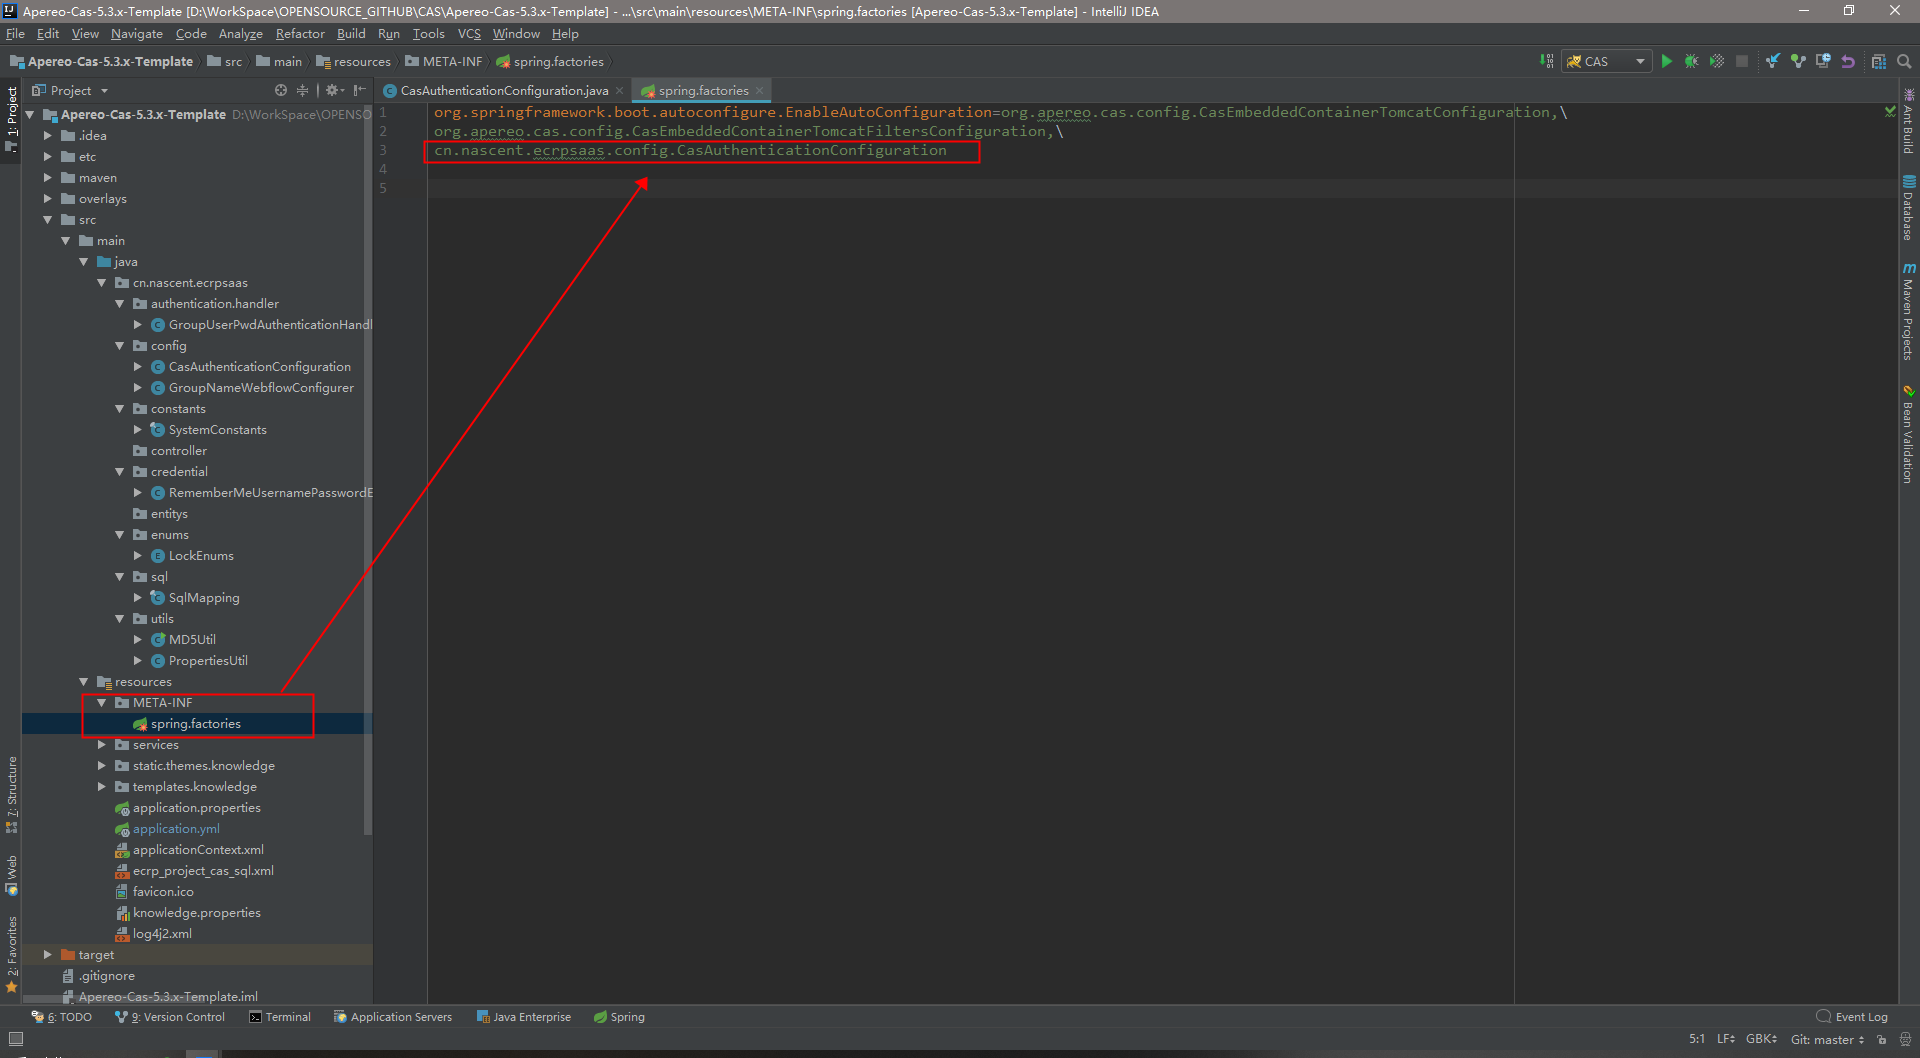 Apereo-Cas-5.3.x-Template [D:\WorkSpace\OPENSOURCE_GITHUB\CAS\Apereo-Cas-5.3.x-Template] - ...\src\main\resources\META-INF\spring.factories [Apereo-Cas-5.3.x-Template] - IntelliJ IDEA
File Edit View Navigate Code Analyze Refactor Build Run Tools VCS Window Help
Apereo-Cas-5.3.x-Template src main resources META-INF spring.factories
CAS
Project
CasAuthenticationConfiguration.java
spring.factories
1: Project
Apereo-Cas-5.3.x-Template D:\WorkSpace\OPENSO
.idea
etc
maven
overlays
src
main
java
cn.nascent.ecrpsaas
authentication.handler
GroupUserPwdAuthenticationHandl
config
CasAuthenticationConfiguration
GroupNameWebflowConfigurer
constants
SystemConstants
controller
credential
RememberMeUsernamePasswordE
entitys
enums
LockEnums
sql
SqlMapping
utils
MD5Util
PropertiesUtil
resources
META-INF
spring.factories
services
static.themes.knowledge
templates.knowledge
application.properties
application.yml
applicationContext.xml
ecrp_project_cas_sql.xml
favicon.ico
knowledge.properties
log4j2.xml
target
.gitignore
Apereo-Cas-5.3.x-Template.iml
7: Structure
Web
2: Favorites
1 org.springframework.boot.autoconfigure.EnableAutoConfiguration=org.apereo.cas.config.CasEmbeddedContainerTomcatConfiguration,\
2 org.apereo.cas.config.CasEmbeddedContainerTomcatFiltersConfiguration,\
3 cn.nascent.ecrpsaas.config.CasAuthenticationConfiguration
4
5
Ant Build
Database
Maven Projects
Bean Validation
6: TODO 9: Version Control Terminal Application Servers Java Enterprise Spring Event Log
5:1 LF GBK Git: master